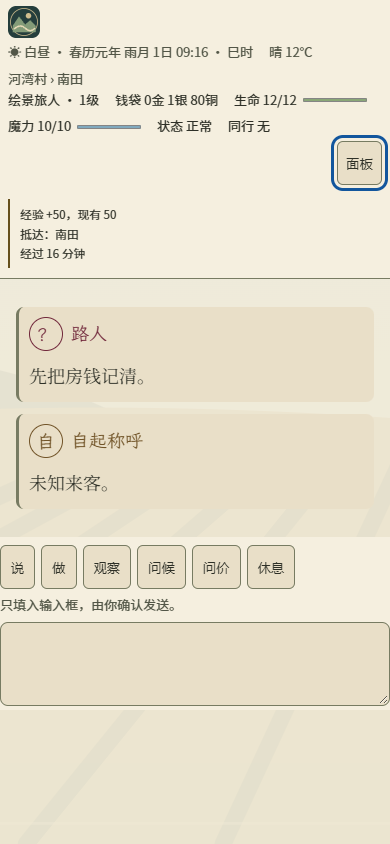 白昼 · 春历元年 雨月 1日 09:16 · 巳时 晴 12℃
河湾村 › 南田
绘景旅人 · 1级 钱袋 0金 1银 80铜 生命 12/12
魔力 10/10 状态 正常 同行 无
面板
经验 +50，现有 50
抵达：南田
经过 16 分钟
？ 路人
先把房钱记清。
自 自起称呼
未知来客。
说 做 观察 问候 问价 休息
只填入输入框，由你确认发送。